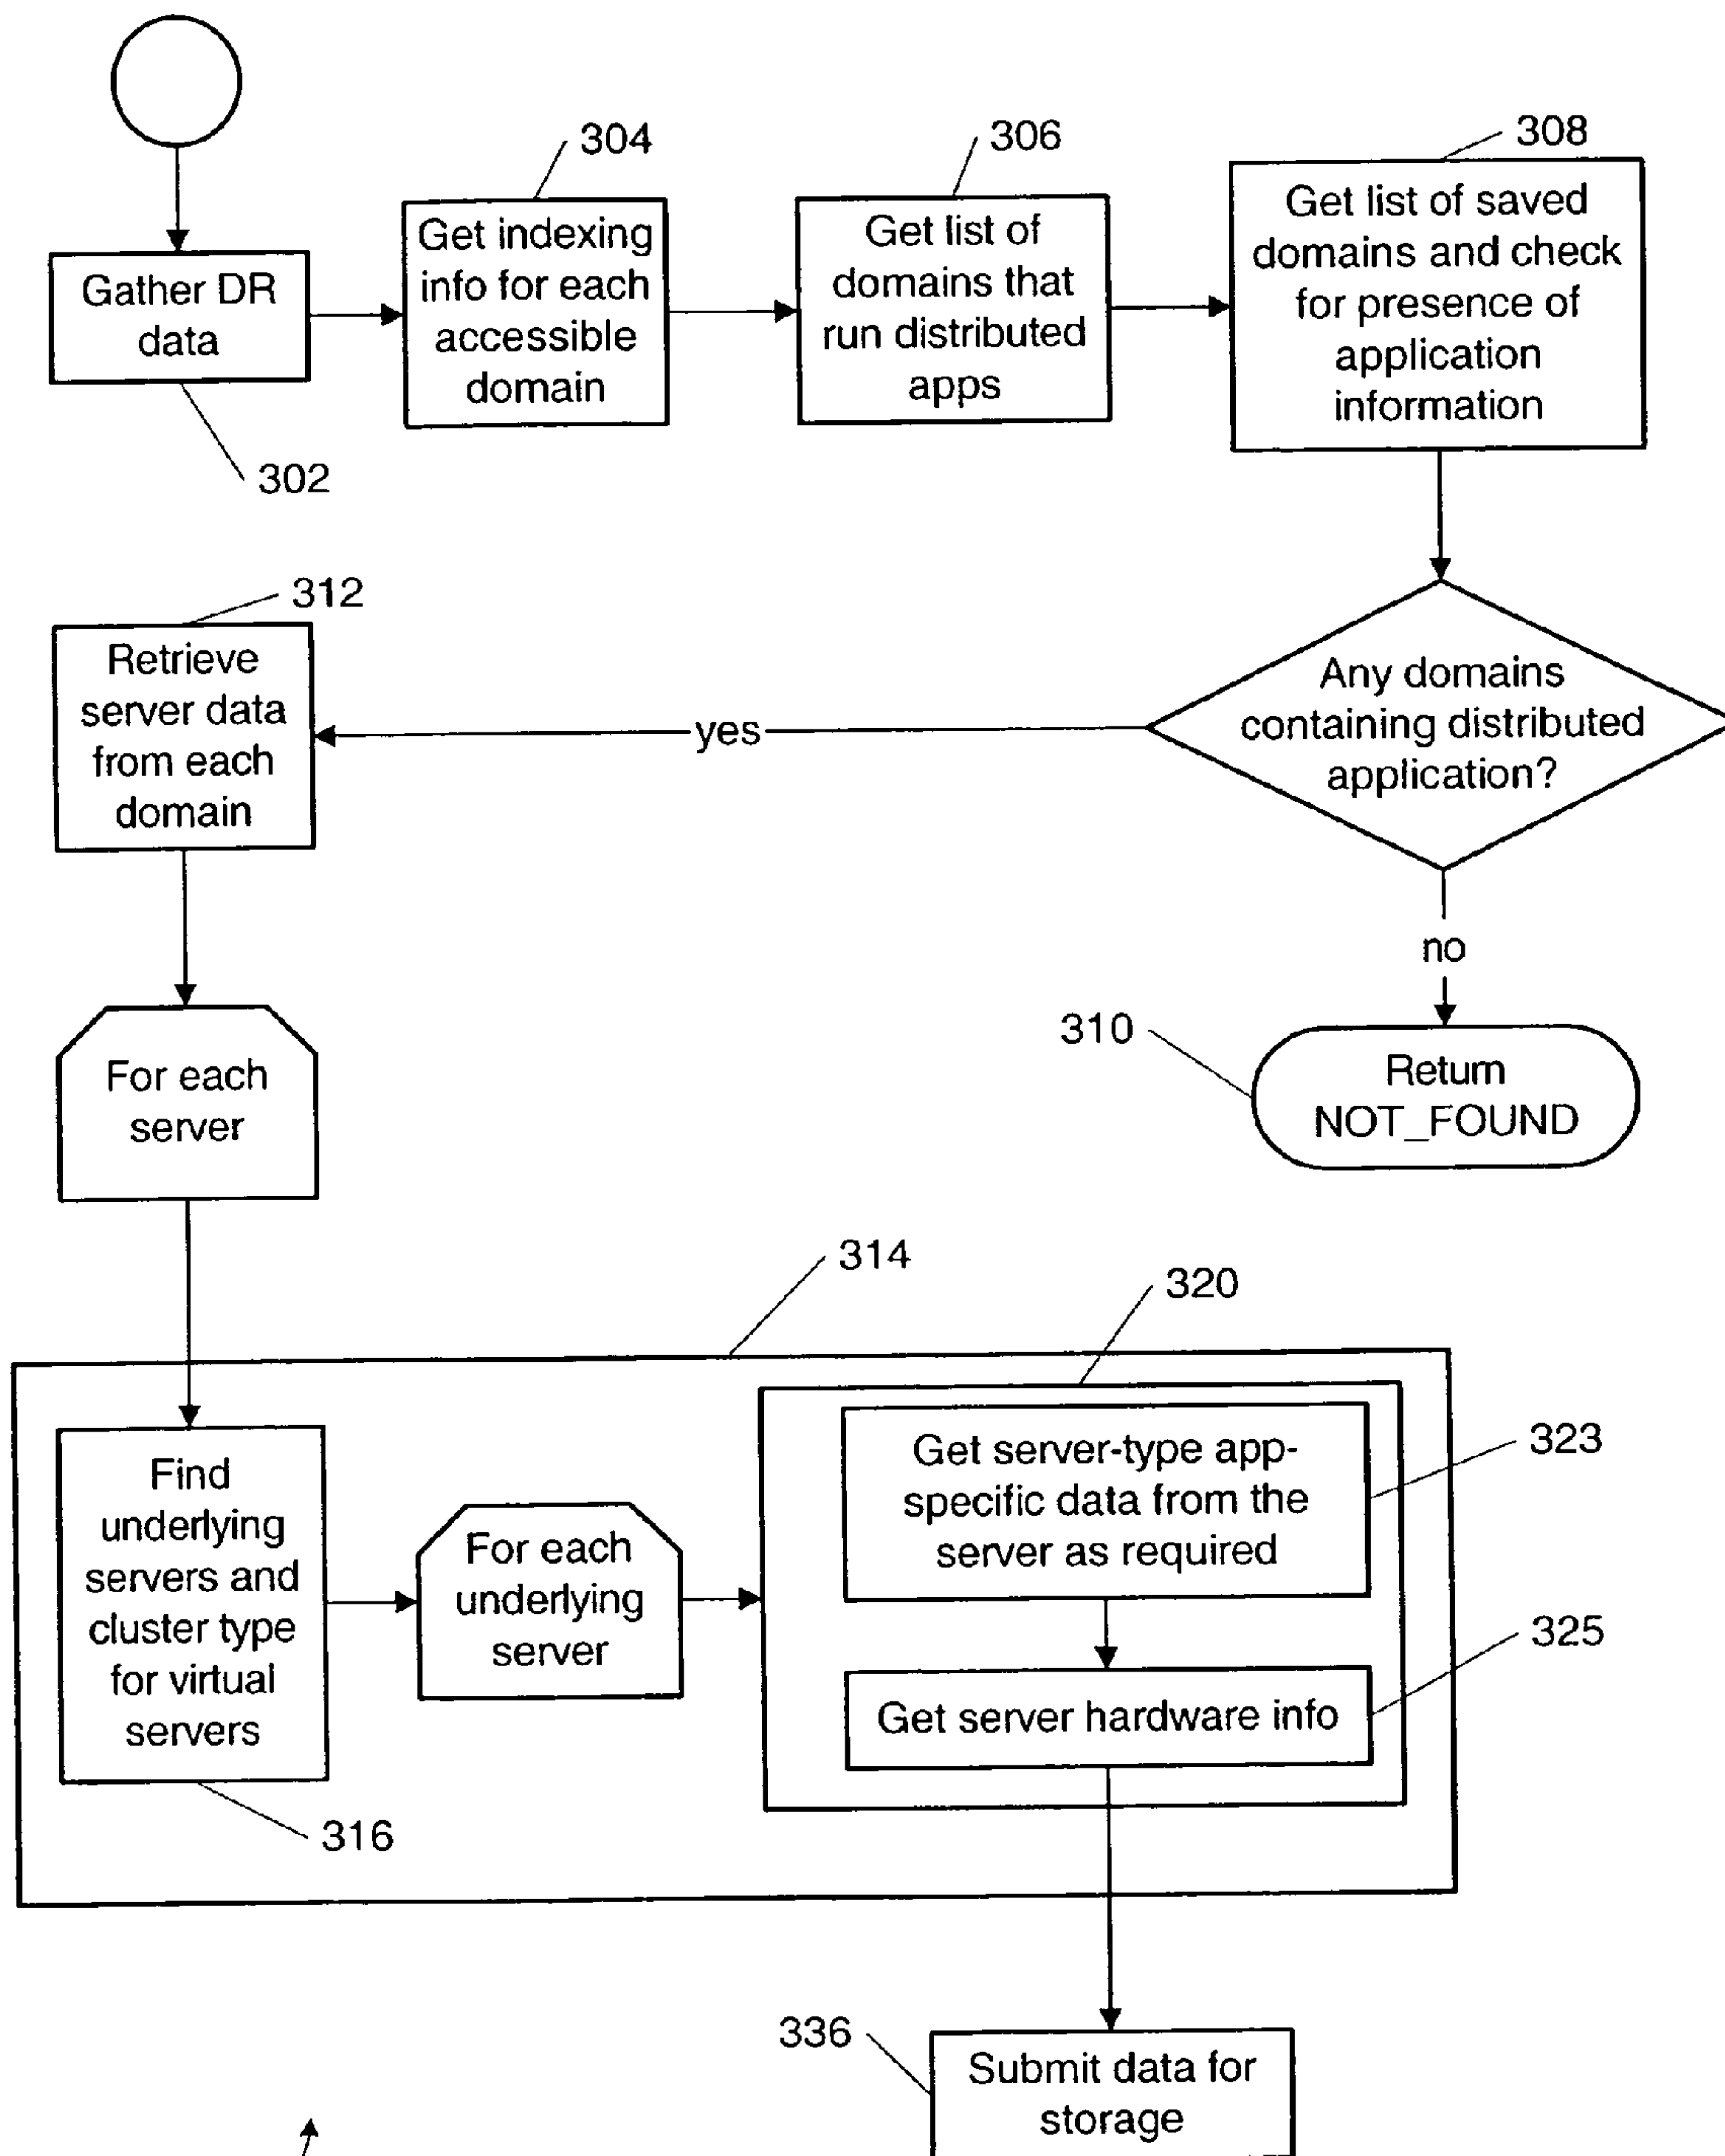 304
306
308
Gather DR
data
302
Get indexing
info for each
accessible
domain
Get list of
domains that
run distributed
apps
Get list of saved
domains and check
for presence of
application
information
312
Retrieve
server data
from each
domain
yes
Any domains
containing distributed
application?
no
310
Return
NOT_FOUND
For each
server
314
320
Find
underlying
servers and
cluster type
for virtual
servers
316
For each
underlying
server
Get server-type app-
specific data from the
server as required
323
Get server hardware info
325
336
Submit data for
storage